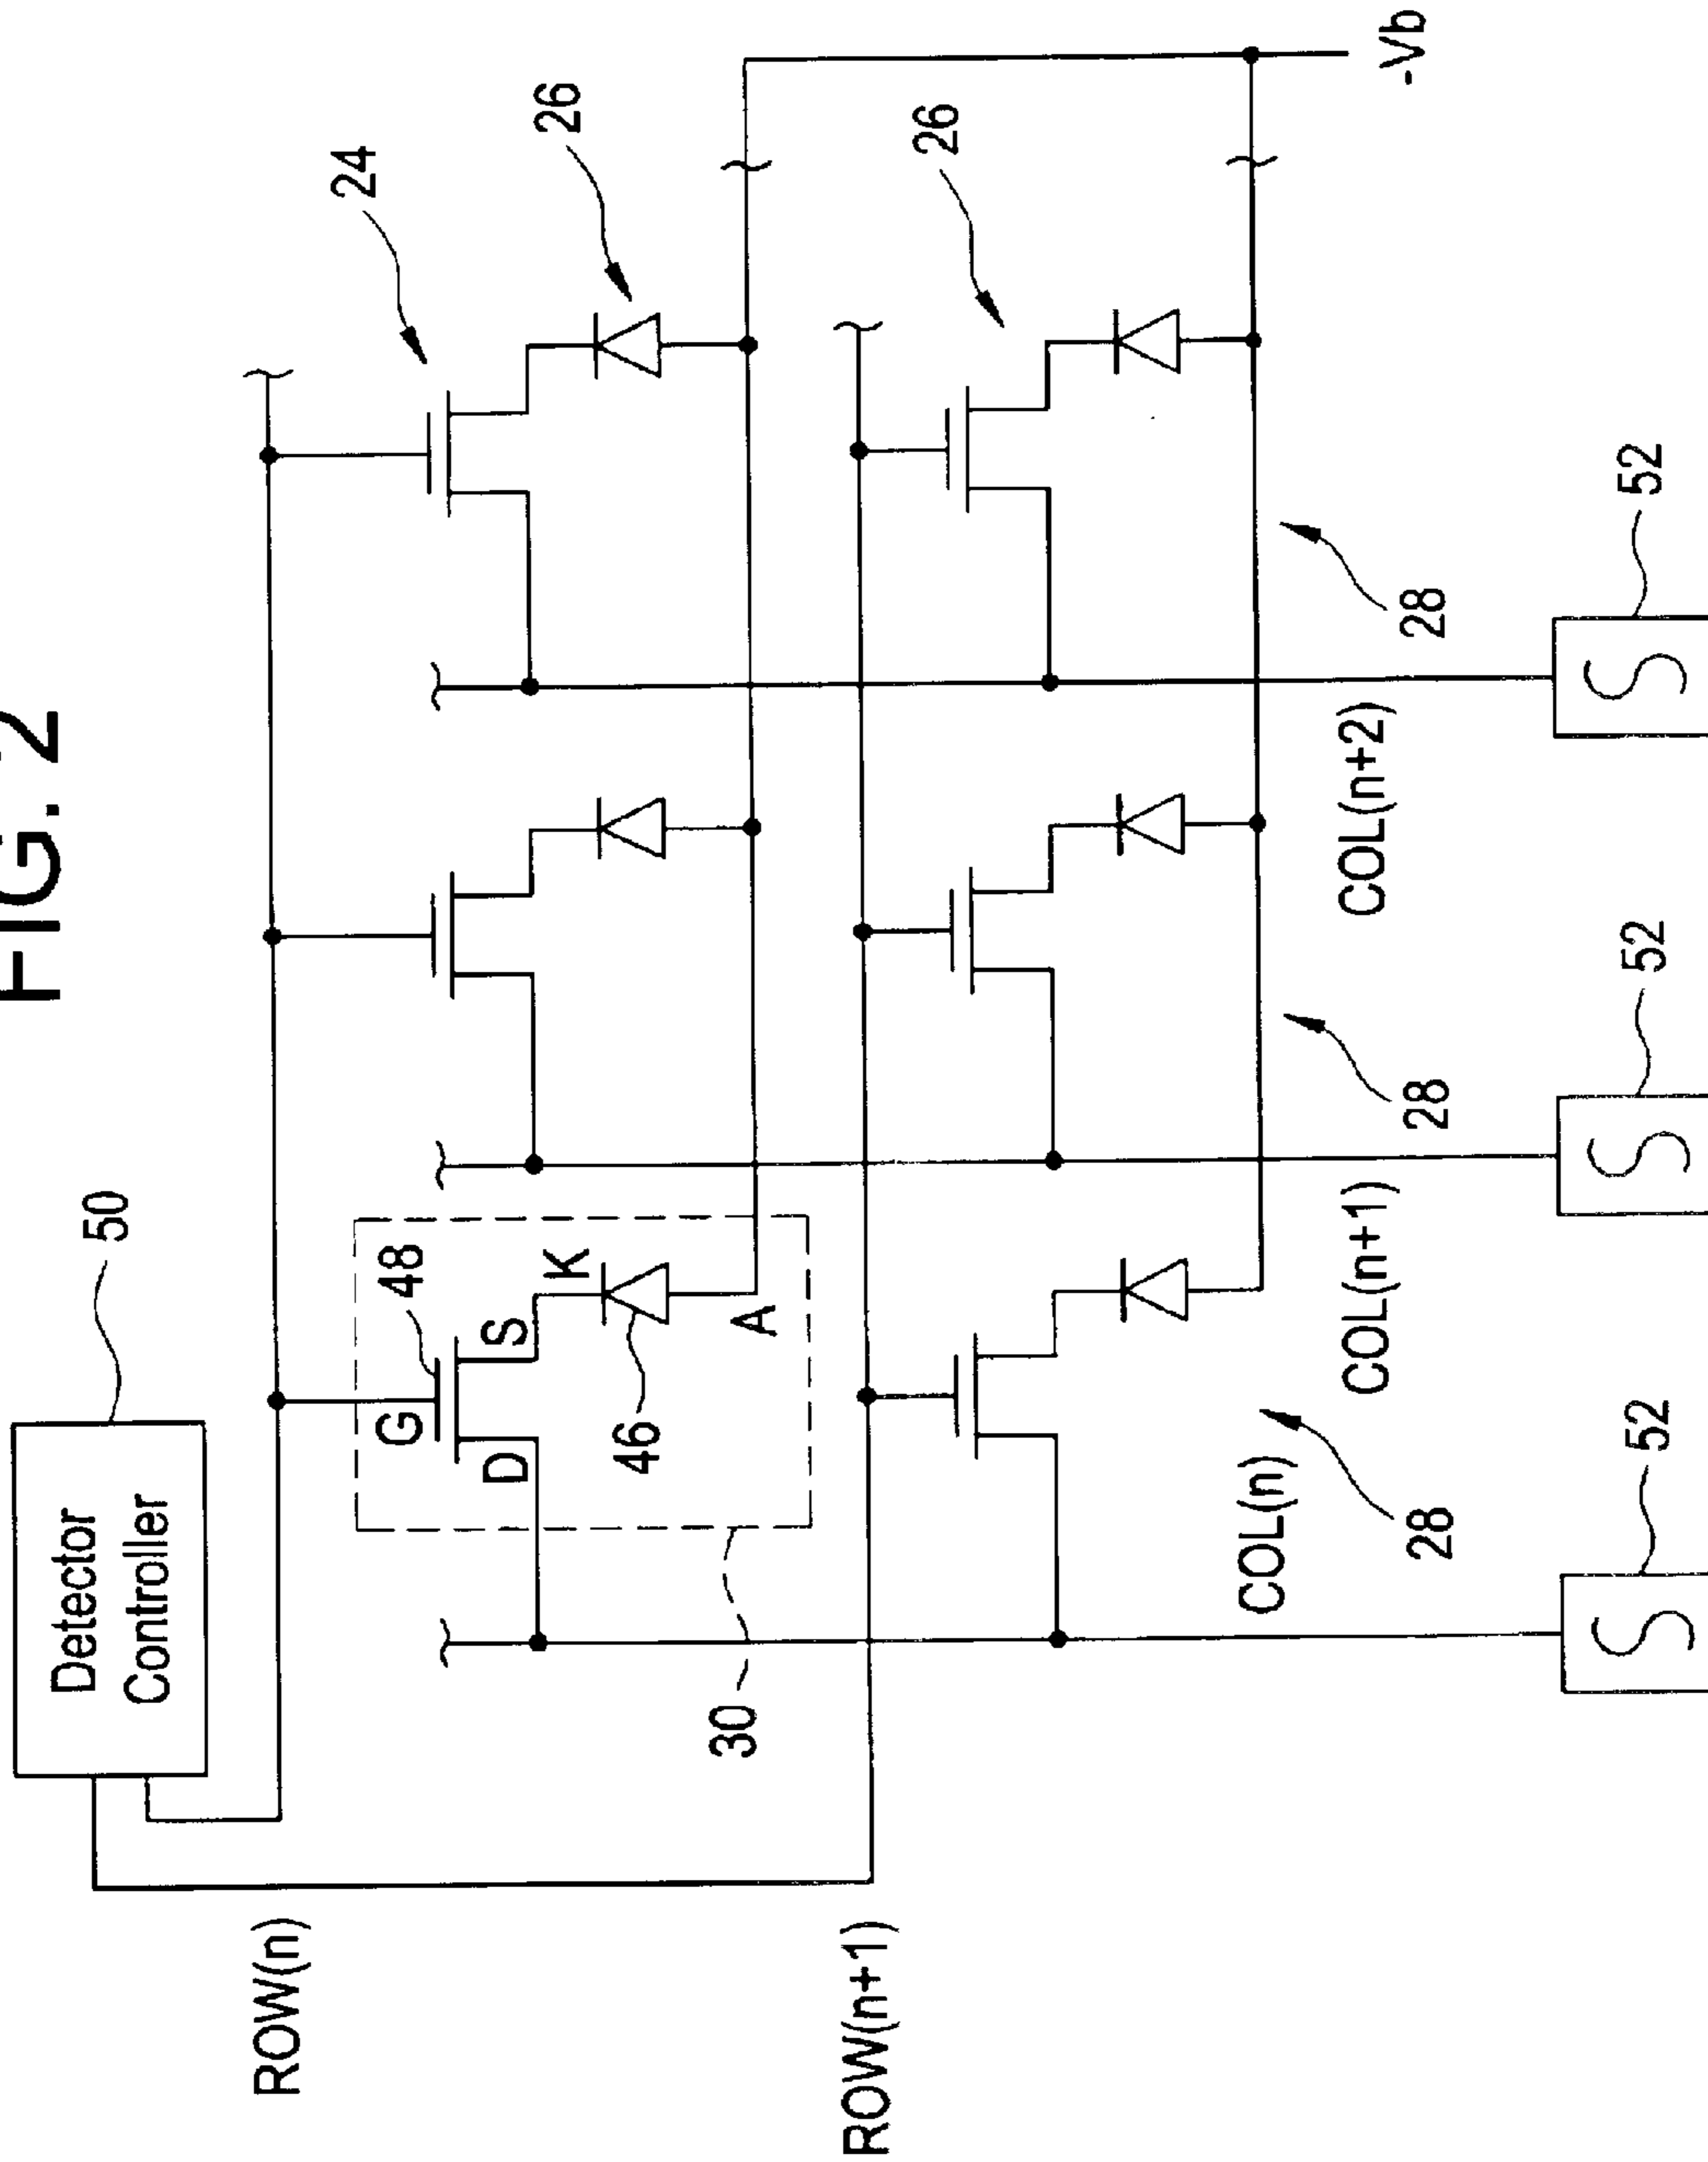 FIG. 2
Detector
Controller
50
24
26
ROW(n)
G
48
D
S
K
46
A
30
26
ROW(n+1)
-Vb
COL(n)
COL(n+1)
COL(n+2)
28
28
28
52
52
52
S
S
S